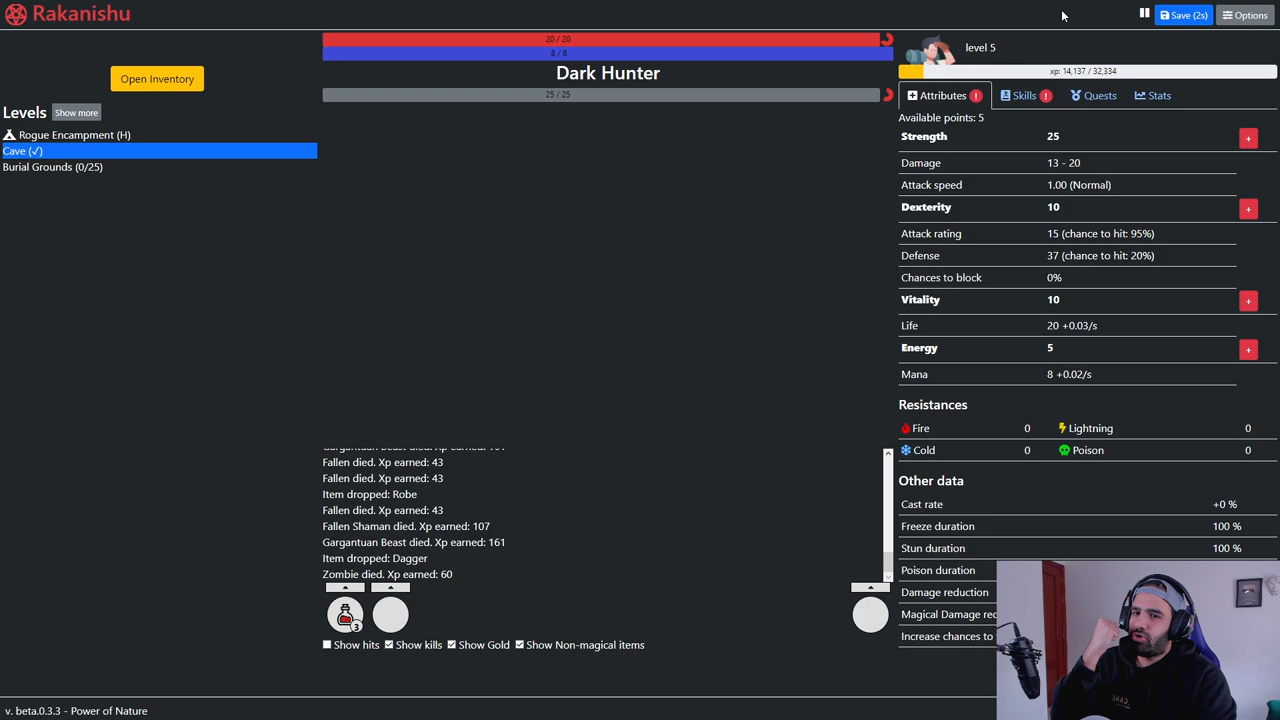 Rakanishu
Save (2s)
Options
Open Inventory
Levels Show more
Rogue Encampment (H)
Cave (✓)
Burial Grounds (0/25)
20 / 20
8 / 8
Dark Hunter
25 / 25
Fallen died. Xp earned: 43
Fallen died. Xp earned: 43
Item dropped: Robe
Fallen died. Xp earned: 43
Fallen Shaman died. Xp earned: 107
Gargantuan Beast died. Xp earned: 161
Item dropped: Dagger
Zombie died. Xp earned: 60
3
Show hits Show kills Show Gold Show Non-magical items
level 5
xp: 14,137 / 32,334
Attributes ! Skills ! Quests Stats
Available points: 5
Strength 25 +
Damage 13 - 20
Attack speed 1.00 (Normal)
Dexterity 10 +
Attack rating 15 (chance to hit: 95%)
Defense 37 (chance to hit: 20%)
Chances to block 0%
Vitality 10 +
Life 20 +0.03/s
Energy 5 +
Mana 8 +0.02/s
Resistances
Fire 0 Lightning 0
Cold 0 Poison 0
Other data
Cast rate +0 %
Freeze duration 100 %
Stun duration 100 %
Poison duration
Damage reduction
Magical Damage
Increase chances to
v. beta.0.3.3 - Power of Nature